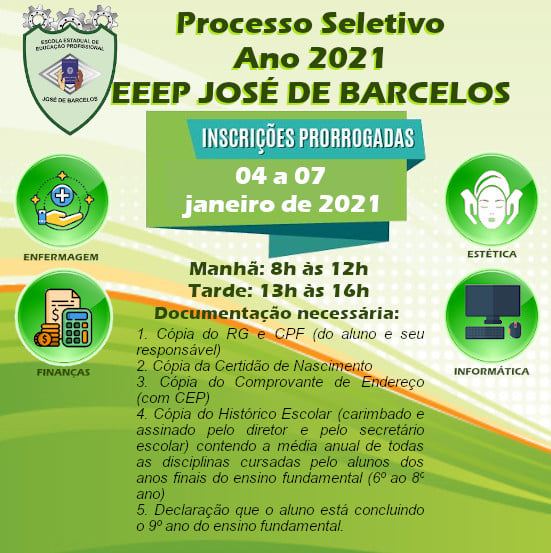 ESCOLA ESTADUAL DE
EDUCAÇÃO PROFISSIONAL
JOSÉ DE BARCELOS
Processo Seletivo
Ano 2021
EEEP JOSÉ DE BARCELOS
INSCRIÇÕES PRORROGADAS
04 a 07
janeiro de 2021
ENFERMAGEM
ESTÉTICA
FINANÇAS
INFORMÁTICA
Manhã: 8h às 12h
Tarde: 13h às 16h
Documentação necessária:
1. Cópia do RG e CPF (do aluno e seu
responsável)
2. Cópia da Certidão de Nascimento
3. Cópia do Comprovante de Endereço
(com CEP)
4. Cópia do Histórico Escolar (carimbado e
assinado pelo diretor e pelo secretário
escolar) contendo a média anual de todas
as disciplinas cursadas pelo alunos dos
anos finais do ensino fundamental (6º ao 8º
ano)
5. Declaração que o aluno está concluindo
o 9º ano do ensino fundamental.